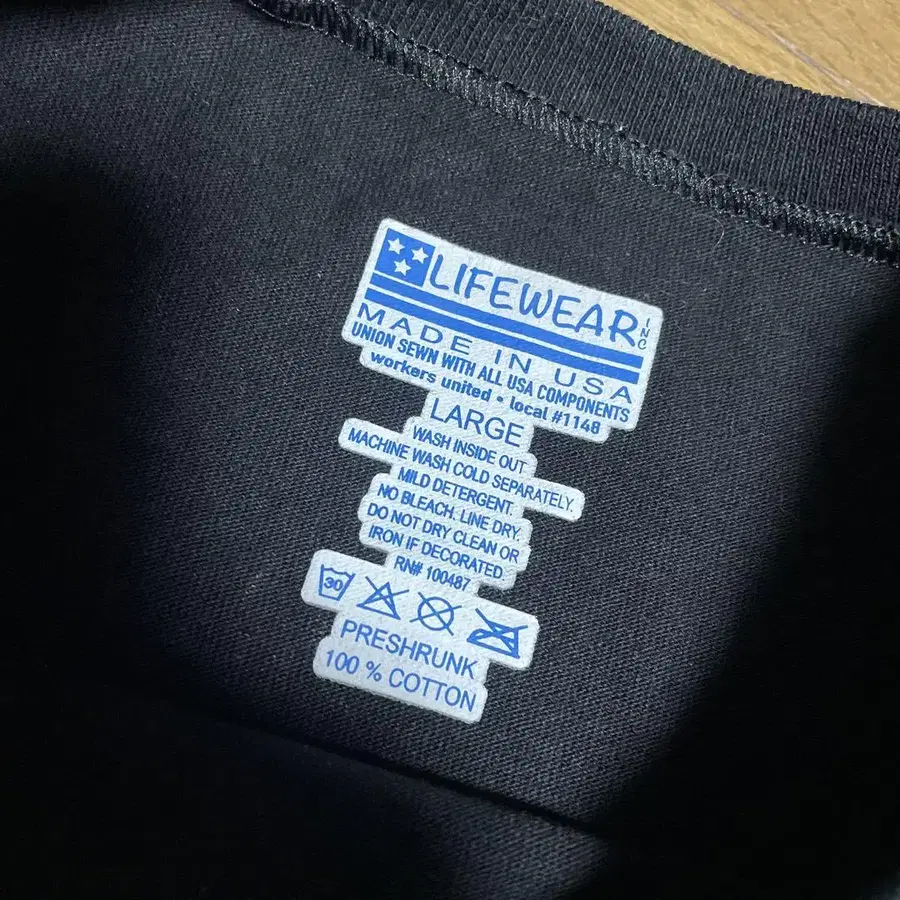 LIFEWEAR INC
MADE IN USA
UNION SEWN WITH ALL USA COMPONENTS
workers united • local #1148
LARGE
WASH INSIDE OUT
MACHINE WASH COLD SEPARATELY.
MILD DETERGENT.
NO BLEACH. LINE DRY.
DO NOT DRY CLEAN OR
IRON IF DECORATED.
RN# 100487
30
PRESHRUNK
100 % COTTON